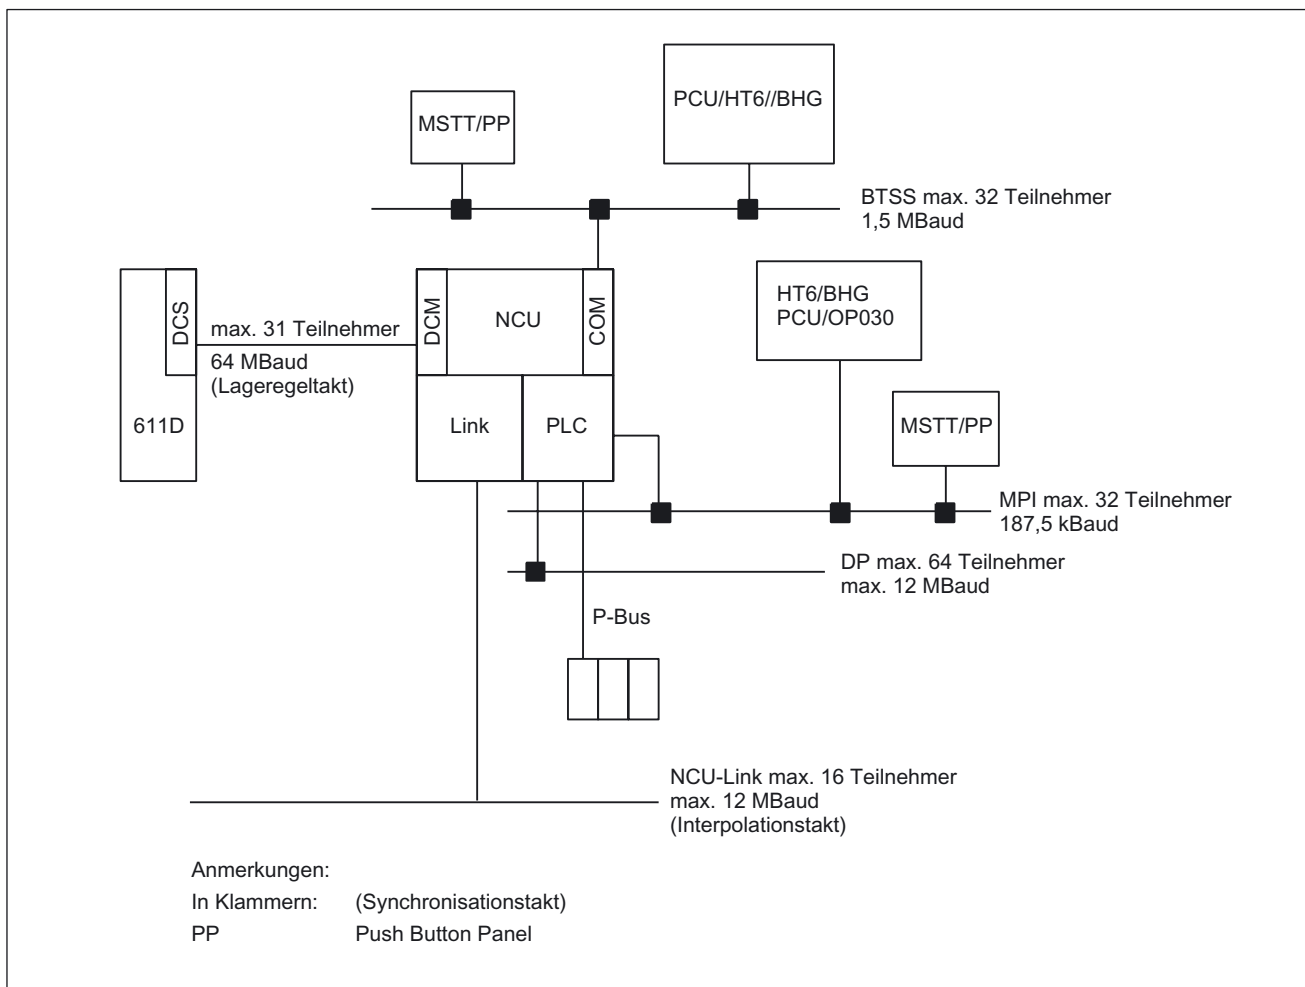 PCU/HT6//BHG
MSTT/PP
BTSS max. 32 Teilnehmer
1,5 MBaud
DCS
max. 31 Teilnehmer
64 MBaud
(Lageregeltakt)
611D
DCM
NCU
COM
Link
PLC
HT6/BHG
PCU/OP030
MSTT/PP
MPI max. 32 Teilnehmer
187,5 kBaud
DP max. 64 Teilnehmer
max. 12 MBaud
P-Bus
NCU-Link max. 16 Teilnehmer
max. 12 MBaud
(Interpolationstakt)
Anmerkungen:
In Klammern: (Synchronisationstakt)
PP Push Button Panel